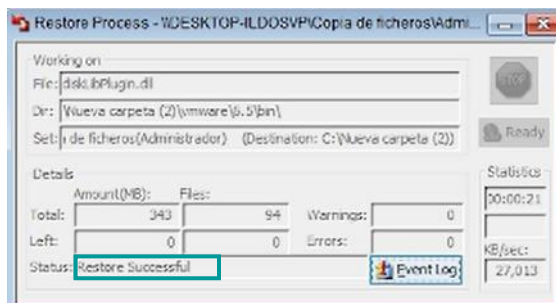 Restore Process - \\DESKTOP-ILDOSVP\Copia de ficheros\Admi...
Working on
File: diskLibPlugin.dll
Dir: \Nueva carpeta (2)\vmware\6.5\bin\
Set: de ficheros(Administrador) (Destination: C:\Nueva carpeta (2))
STOP
Ready
Details
Amount(MB): Files:
Total: 343 94 Warnings: 0
Left: 0 0 Errors: 0
Status: Restore Successful
Event Log
Statistics
00:00:21
KB/sec:
27,013